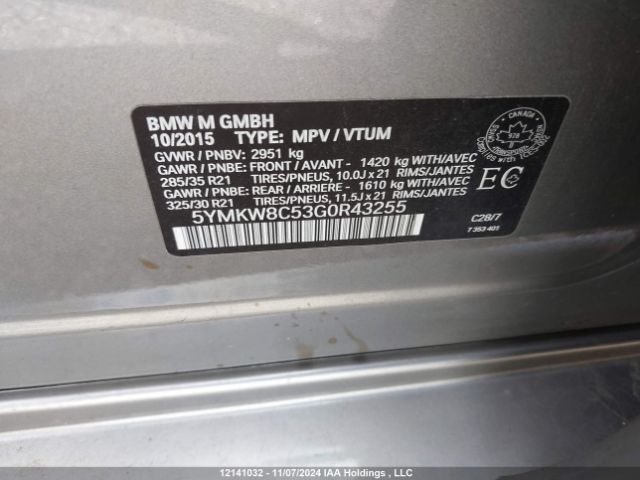 BMW M GMBH
10/2015 TYPE: MPV / VTUM
GVWR / PNBV: 2951 kg
GAWR / PNBE: FRONT / AVANT - 1420 kg WITH/AVEC
285/35 R21 TIRES/PNEUS, 10.0J x 21 RIMS/JANTES
GAWR / PNBE: REAR / ARRIERE - 1610 kg WITH/AVEC
325/30 R21 TIRES/PNEUS, 11.5J x 21 RIMS/JANTES
5YMKW8C53G0R43255
CANADA
978
EC
C28/7
7 353 401
12141032 - 11/07/2024 IAA Holdings , LLC